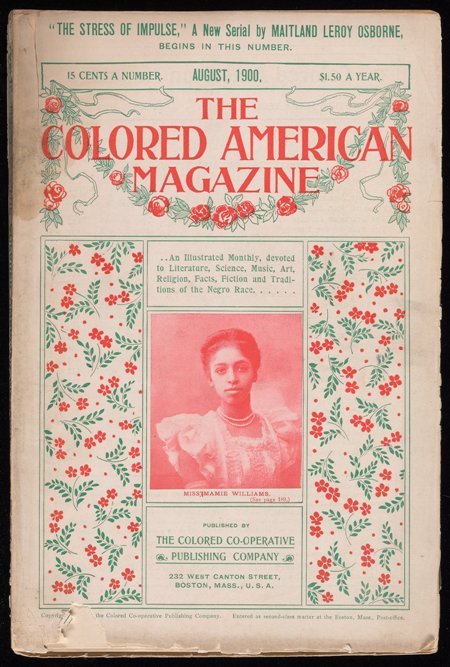 "THE STRESS OF IMPULSE," A New Serial by MAITLAND LEROY OSBORNE,
BEGINS IN THIS NUMBER.
15 CENTS A NUMBER. AUGUST, 1900. $1.50 A YEAR.
THE
COLORED AMERICAN
MAGAZINE
..An Illustrated Monthly, devoted
to Literature, Science, Music, Art,
Religion, Facts, Fiction and Tradi-
tions of the Negro Race. . . . . .
MISS MAMIE WILLIAMS.
(See page 189.)
PUBLISHED BY
THE COLORED CO-OPERATIVE
PUBLISHING COMPANY
232 WEST CANTON STREET,
BOSTON, MASS., U. S. A.
the Colored Co-operative Publishing Company. Entered as second-class matter at the Boston, Mass., Post-office.